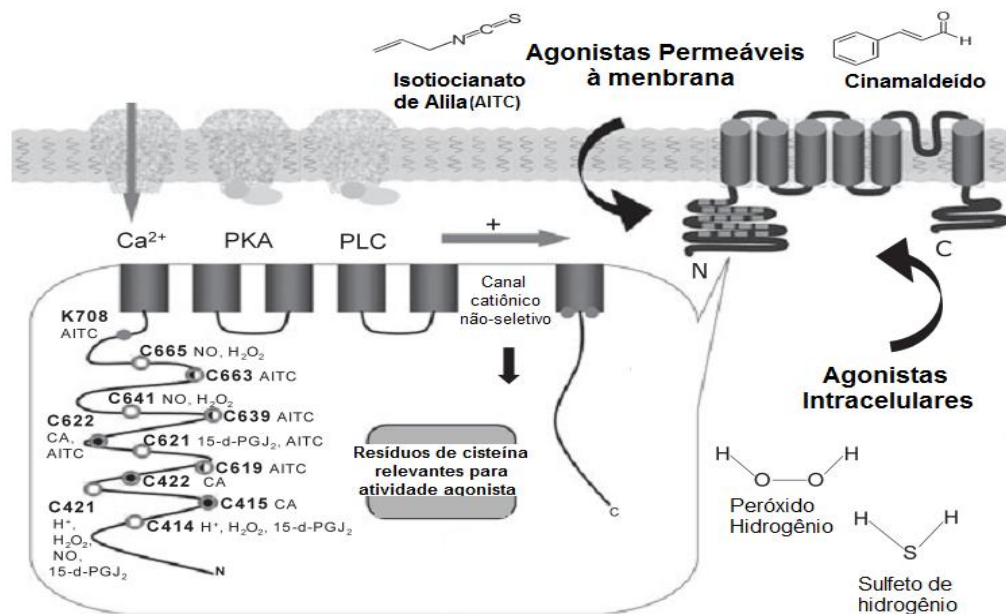 S
N
Isotiocianato
de Alila(AITC)
Agonistas Permeáveis
à menbrana
O
H
Cinamaldeído
Ca²⁺
PKA
PLC
+
N
C
Canal
catiônico
não-seletivo
K708
AITC
C665 NO, H₂O₂
C663 AITC
C641 NO, H₂O₂
C639 AITC
C622
CA,
AITC
C621 15-d-PGJ₂, AITC
C619 AITC
CA
C422
C415 CA
C421
H⁺,
H₂O₂,
NO,
15-d-PGJ₂
C414 H⁺, H₂O₂, 15-d-PGJ₂
N
Resíduos de cisteína
relevantes para
atividade agonista
C
Agonistas
Intracelulares
H
H
O
O
Peróxido
Hidrogênio
H
H
S
Sulfeto de
hidrogênio